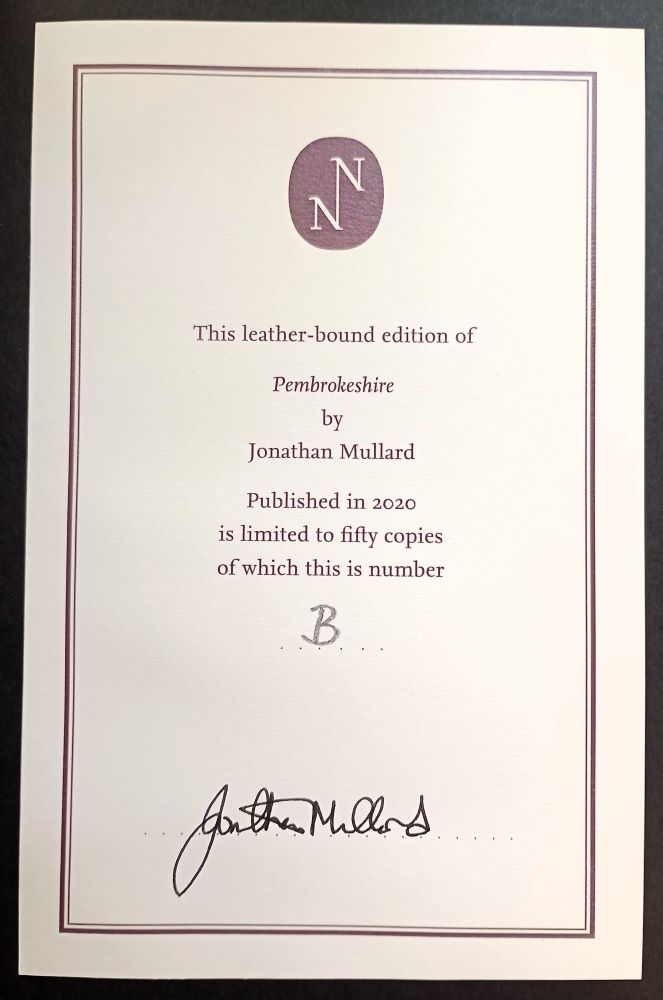 N
N
This leather-bound edition of
Pembrokeshire
by
Jonathan Mullard
Published in 2020
is limited to fifty copies
of which this is number
B
Jonathan Mullard